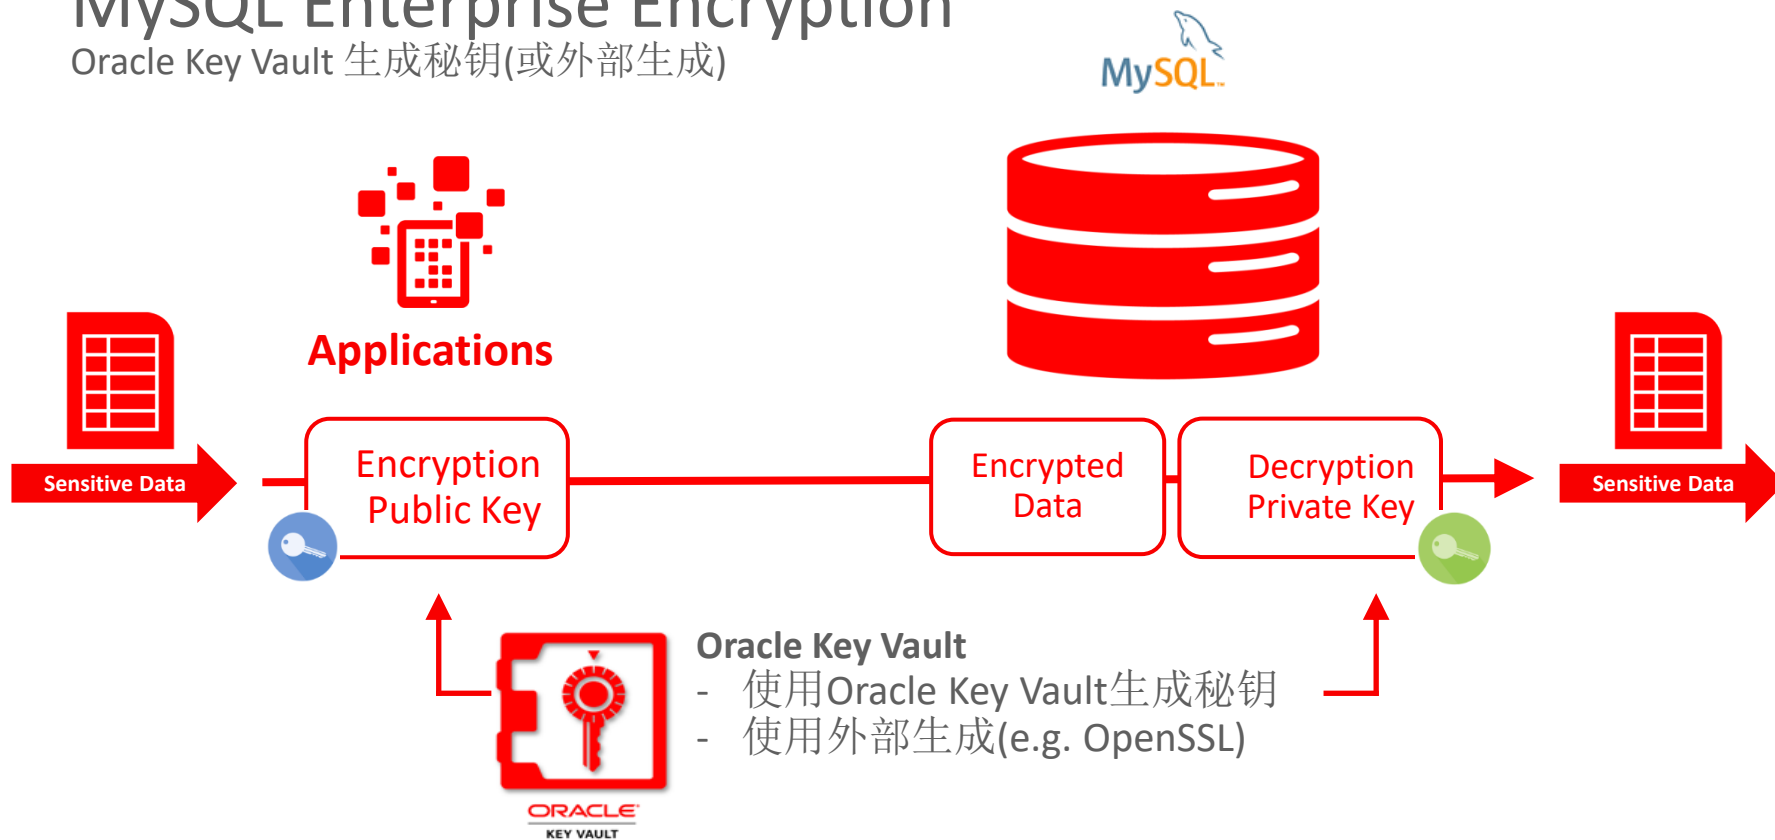 MySQL Enterprise Encryption
Oracle Key Vault 生成秘钥(或外部生成)
MySQL™
Applications
Sensitive Data
Encryption
Public Key
Encrypted
Data
Decryption
Private Key
Sensitive Data
Oracle Key Vault
- 使用Oracle Key Vault生成秘钥
- 使用外部生成(e.g. OpenSSL)
ORACLE®
KEY VAULT